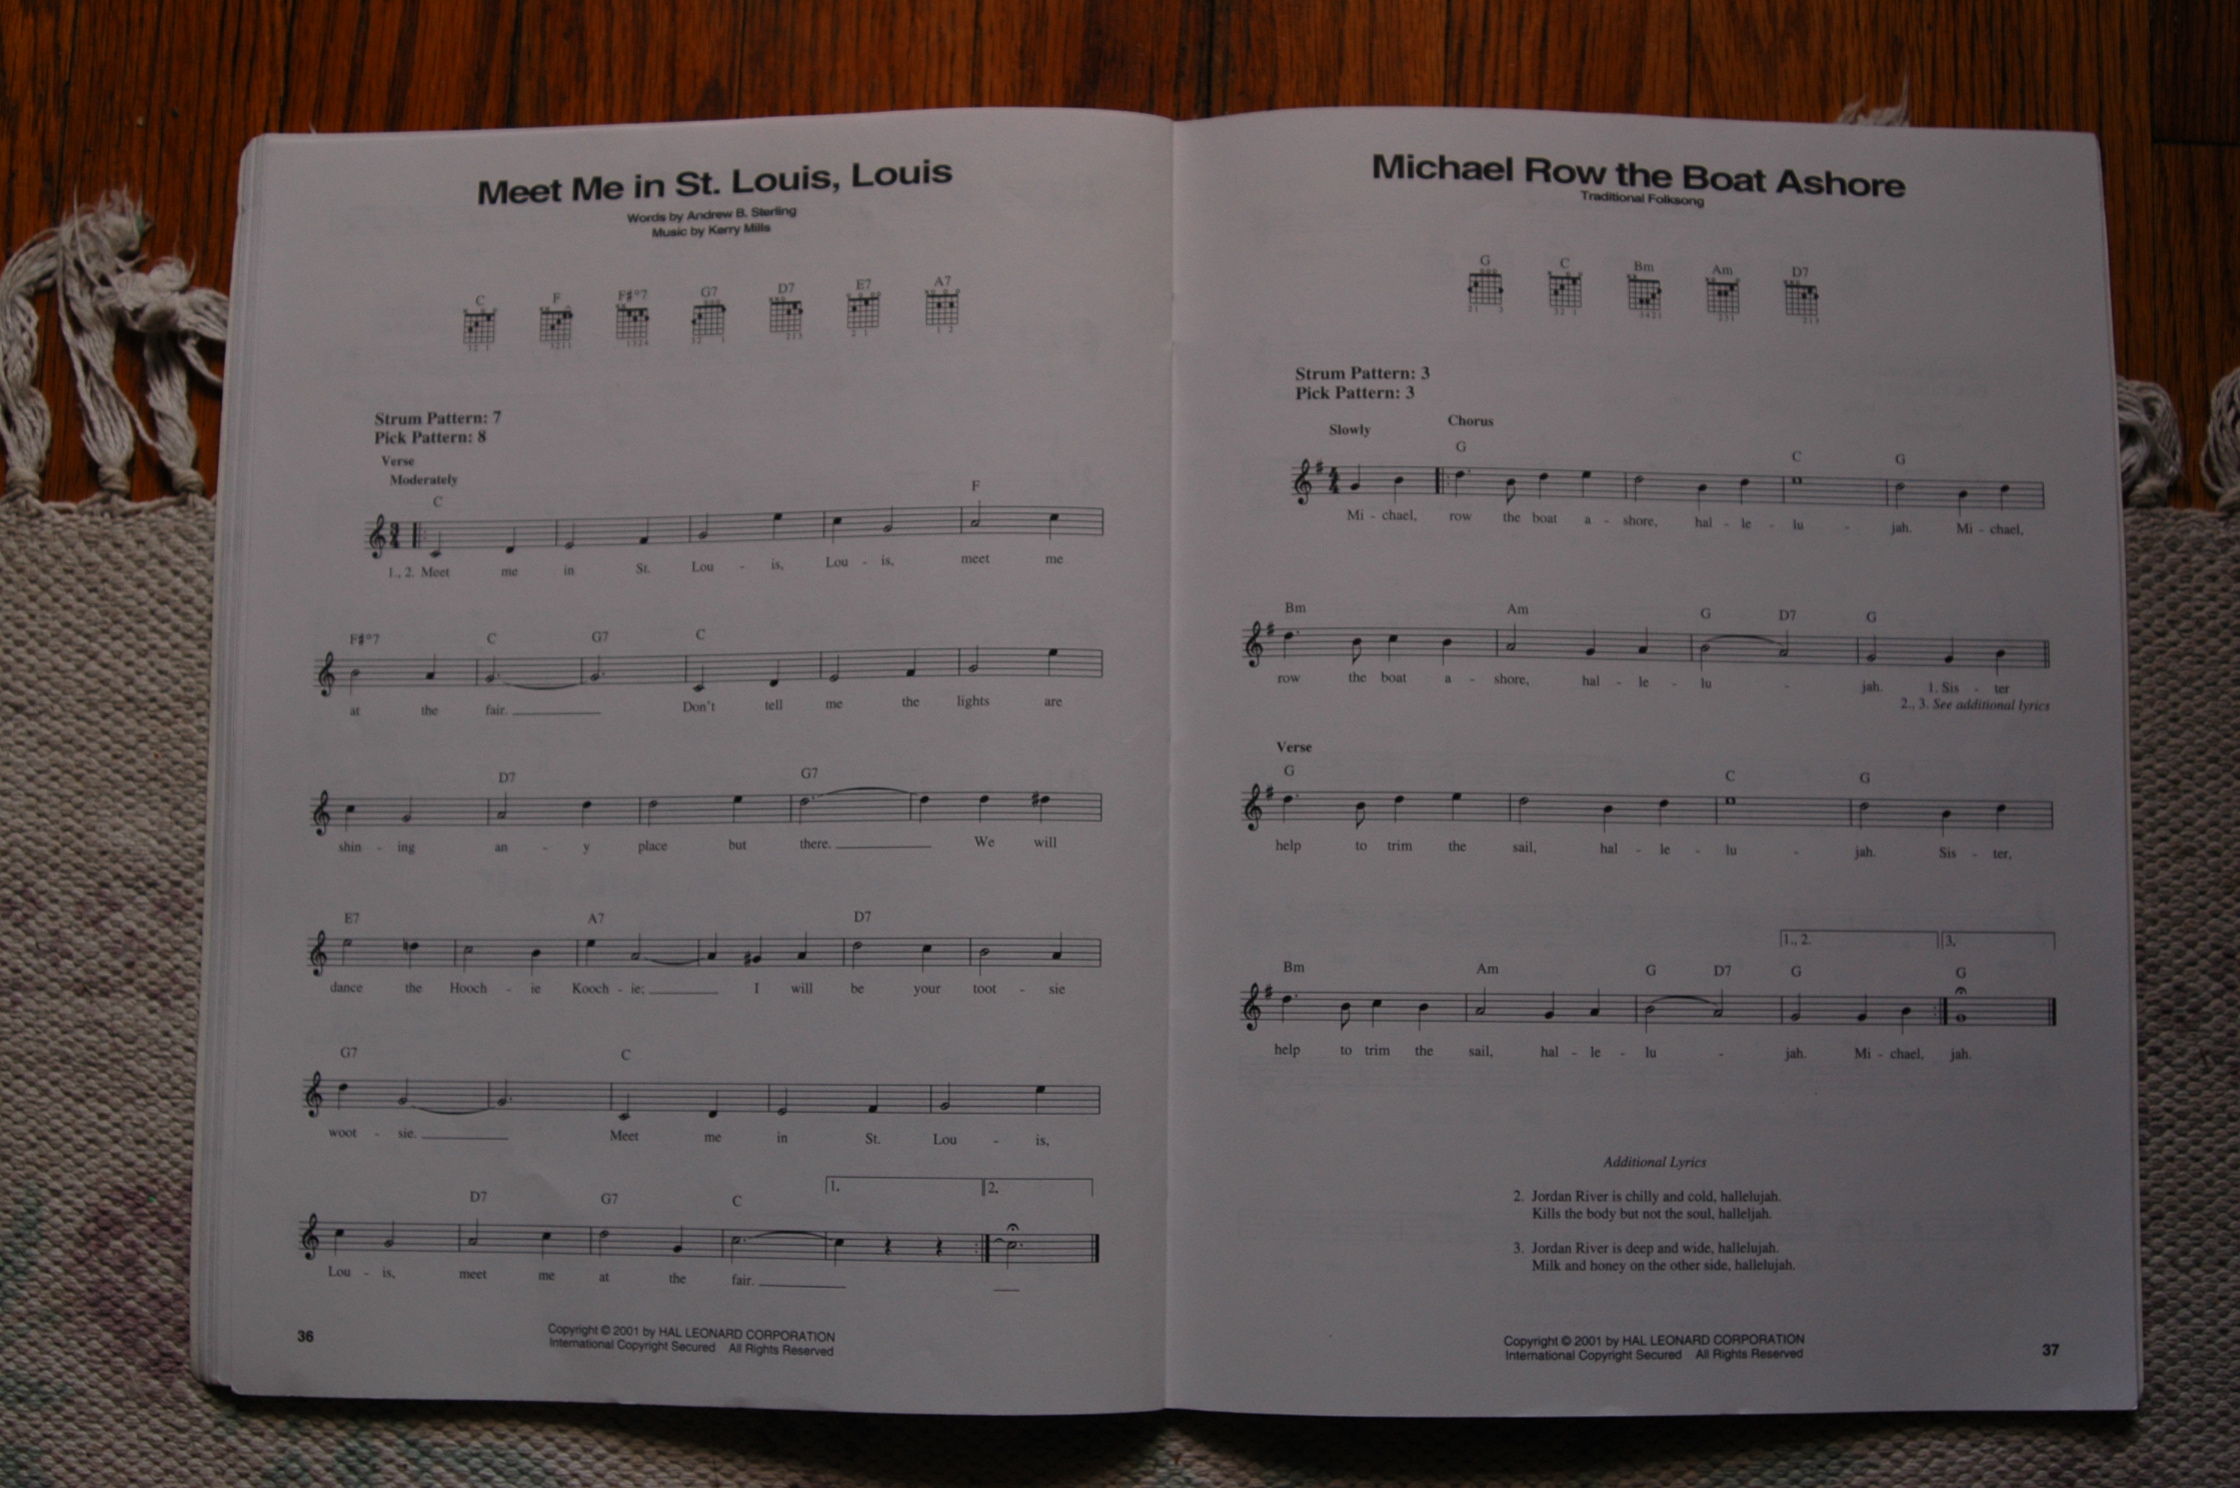 Meet Me in St. Louis, Louis
Words by Andrew B. Sterling
Music by Kerry Mills
C F F#°7 G7 D7 E7 A7
Strum Pattern: 7
Pick Pattern: 8
Verse
Moderately
C F
1., 2. Meet me in St. Lou - is, Lou - is, meet me
F#°7 C G7 C
at the fair. Don't tell me the lights are
D7 G7
shin - ing an - y place but there. We will
E7 A7 D7
dance the Hooch - ie Kooch - ie; I will be your toot - sie
G7 C
woot - sie. Meet me in St. Lou - is,
1. 2.
D7 G7 C
Lou - is, meet me at the fair.
36
Copyright © 2001 by HAL LEONARD CORPORATION
International Copyright Secured All Rights Reserved
Michael Row the Boat Ashore
Traditional Folksong
G C Bm Am D7
Strum Pattern: 3
Pick Pattern: 3
Slowly Chorus
G C G
Mi - chael, row the boat a - shore, hal - le - lu - jah. Mi - chael,
Bm Am G D7 G
row the boat a - shore, hal - le - lu - jah. 1. Sis - ter
2., 3. See additional lyrics
Verse
G C G
help to trim the sail, hal - le - lu - jah. Sis - ter,
1., 2. 3.
Bm Am G D7 G G
help to trim the sail, hal - le - lu - jah. Mi - chael, jah.
Additional Lyrics
2. Jordan River is chilly and cold, hallelujah.
Kills the body but not the soul, halleljah.
3. Jordan River is deep and wide, hallelujah.
Milk and honey on the other side, hallelujah.
Copyright © 2001 by HAL LEONARD CORPORATION
International Copyright Secured All Rights Reserved
37